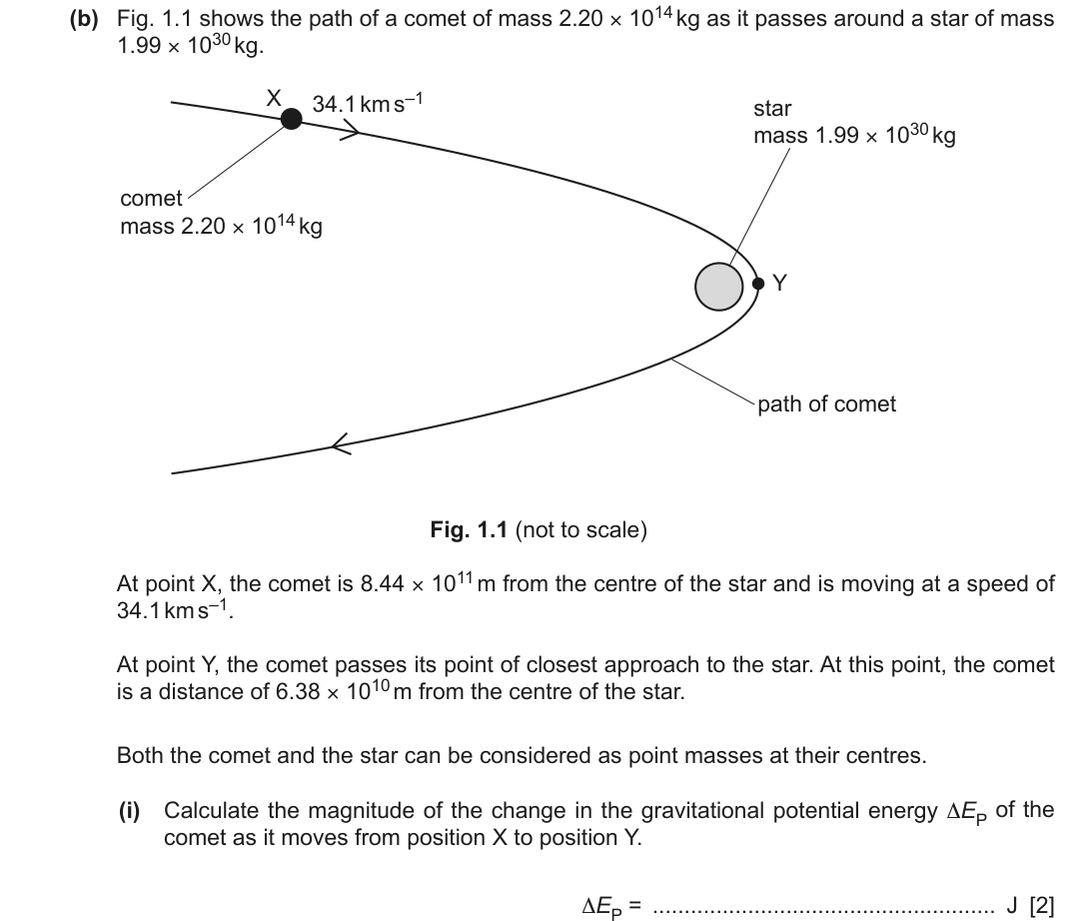 (b) Fig. 1.1 shows the path of a comet of mass 2.20 × 10¹⁴ kg as it passes around a star of mass
1.99 × 10³⁰ kg.
X 34.1 km s⁻¹
star
mass 1.99 × 10³⁰ kg
comet
mass 2.20 × 10¹⁴ kg
Y
path of comet
Fig. 1.1 (not to scale)
At point X, the comet is 8.44 × 10¹¹ m from the centre of the star and is moving at a speed of
34.1 km s⁻¹.
At point Y, the comet passes its point of closest approach to the star. At this point, the comet
is a distance of 6.38 × 10¹⁰ m from the centre of the star.
Both the comet and the star can be considered as point masses at their centres.
(i) Calculate the magnitude of the change in the gravitational potential energy ΔE_P of the
comet as it moves from position X to position Y.
ΔE_P = ...................................................... J [2]